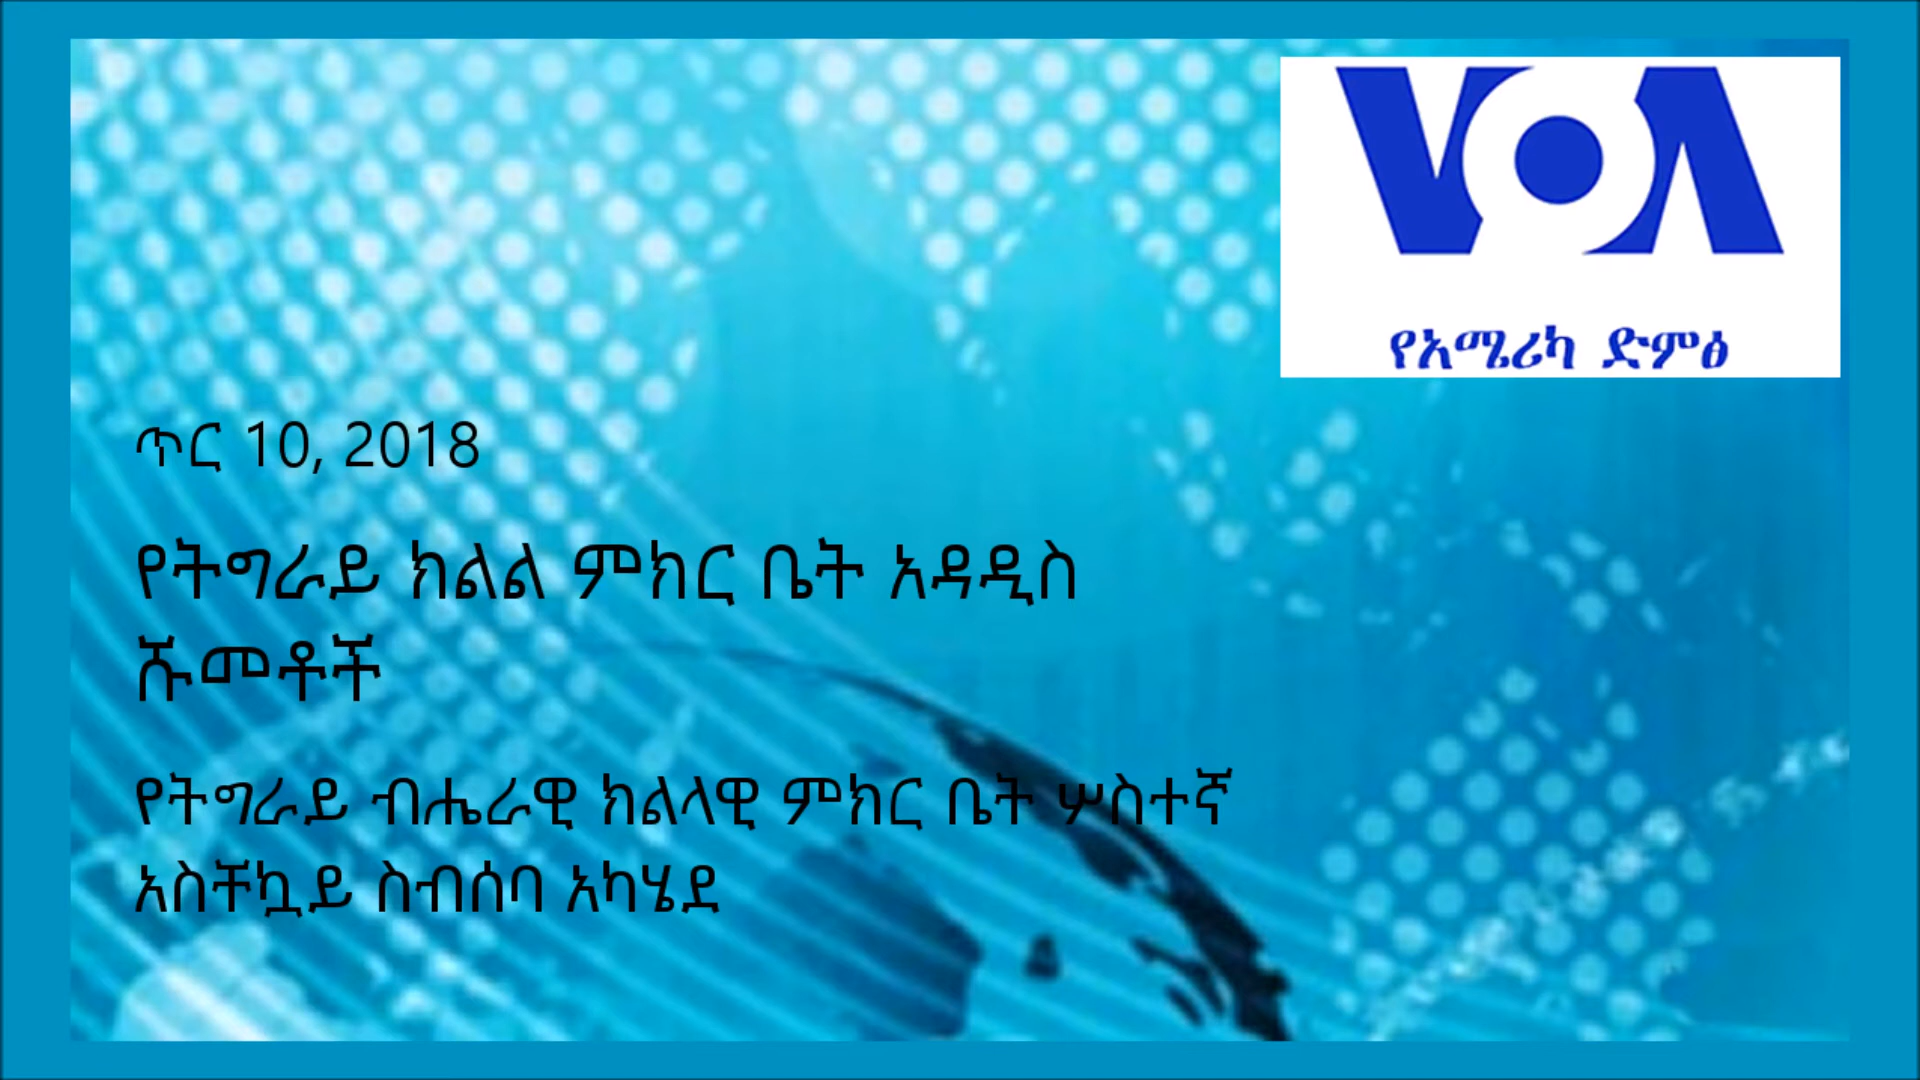 VOA
የአሜሪካ ድምፅ
ጥር 10, 2018
የትግራይ ክልል ምክር ቤት አዳዲስ
ሹመቶች
የትግራይ ብሔራዊ ክልላዊ ምክር ቤት ሦስተኛ
አስቸኳይ ስብሰባ አካሄደ